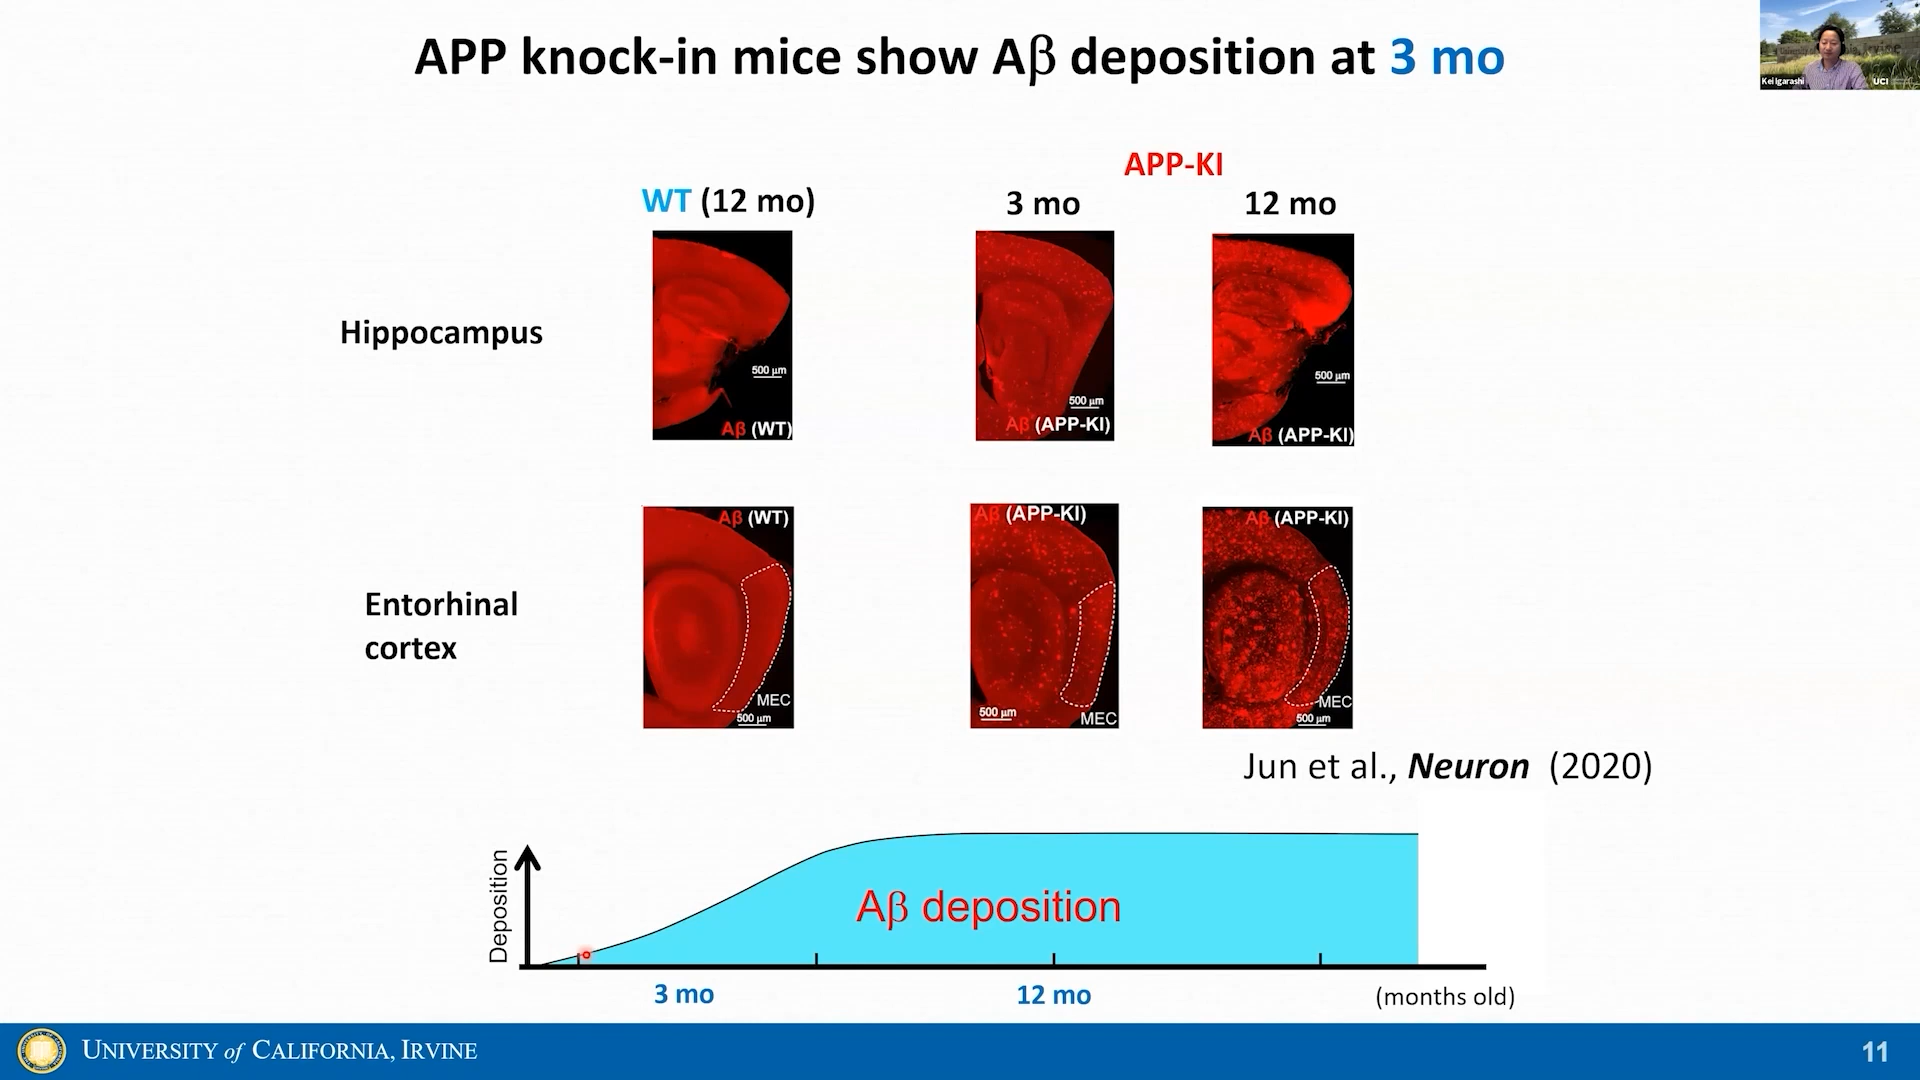 APP knock-in mice show Aβ deposition at 3 mo
Kei Igarashi
UCI
APP-KI
WT (12 mo)
3 mo
12 mo
Hippocampus
500 µm
Aβ (WT)
500 µm
Aβ (APP-KI)
500 µm
Aβ (APP-KI)
Entorhinal
cortex
Aβ (WT)
MEC
500 µm
Aβ (APP-KI)
500 µm
MEC
Aβ (APP-KI)
MEC
500 µm
Jun et al., Neuron (2020)
Deposition
Aβ deposition
3 mo
12 mo
(months old)
UNIVERSITY of CALIFORNIA, IRVINE
11